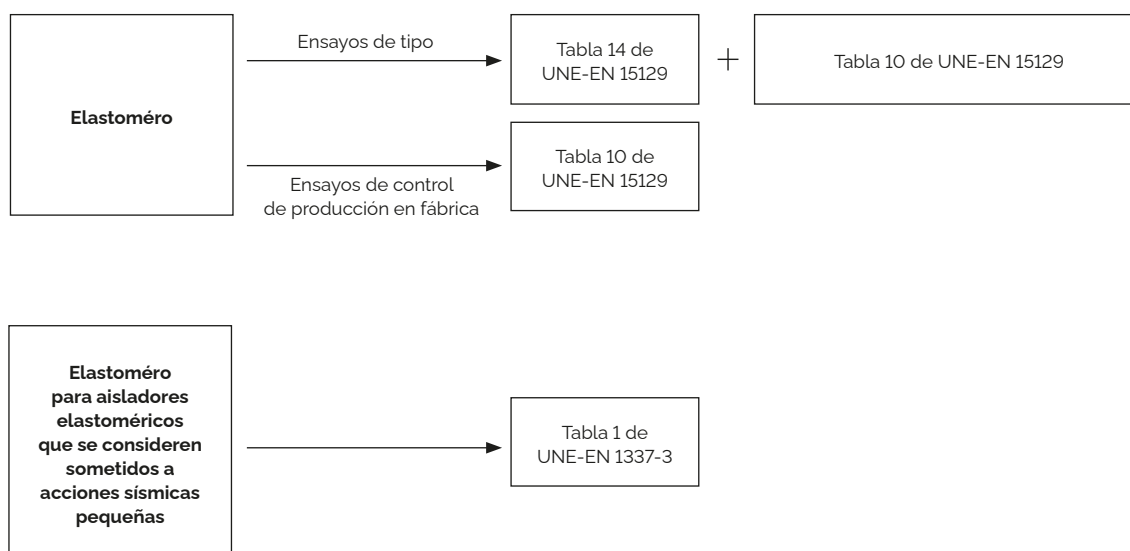 Elastoméro
Ensayos de tipo
Tabla 14 de
UNE-EN 15129
+
Tabla 10 de UNE-EN 15129
Ensayos de control
de producción en fábrica
Tabla 10 de
UNE-EN 15129
Elastoméro
para aisladores
elastoméricos
que se consideren
sometidos a
acciones sísmicas
pequeñas
Tabla 1 de
UNE-EN 1337-3